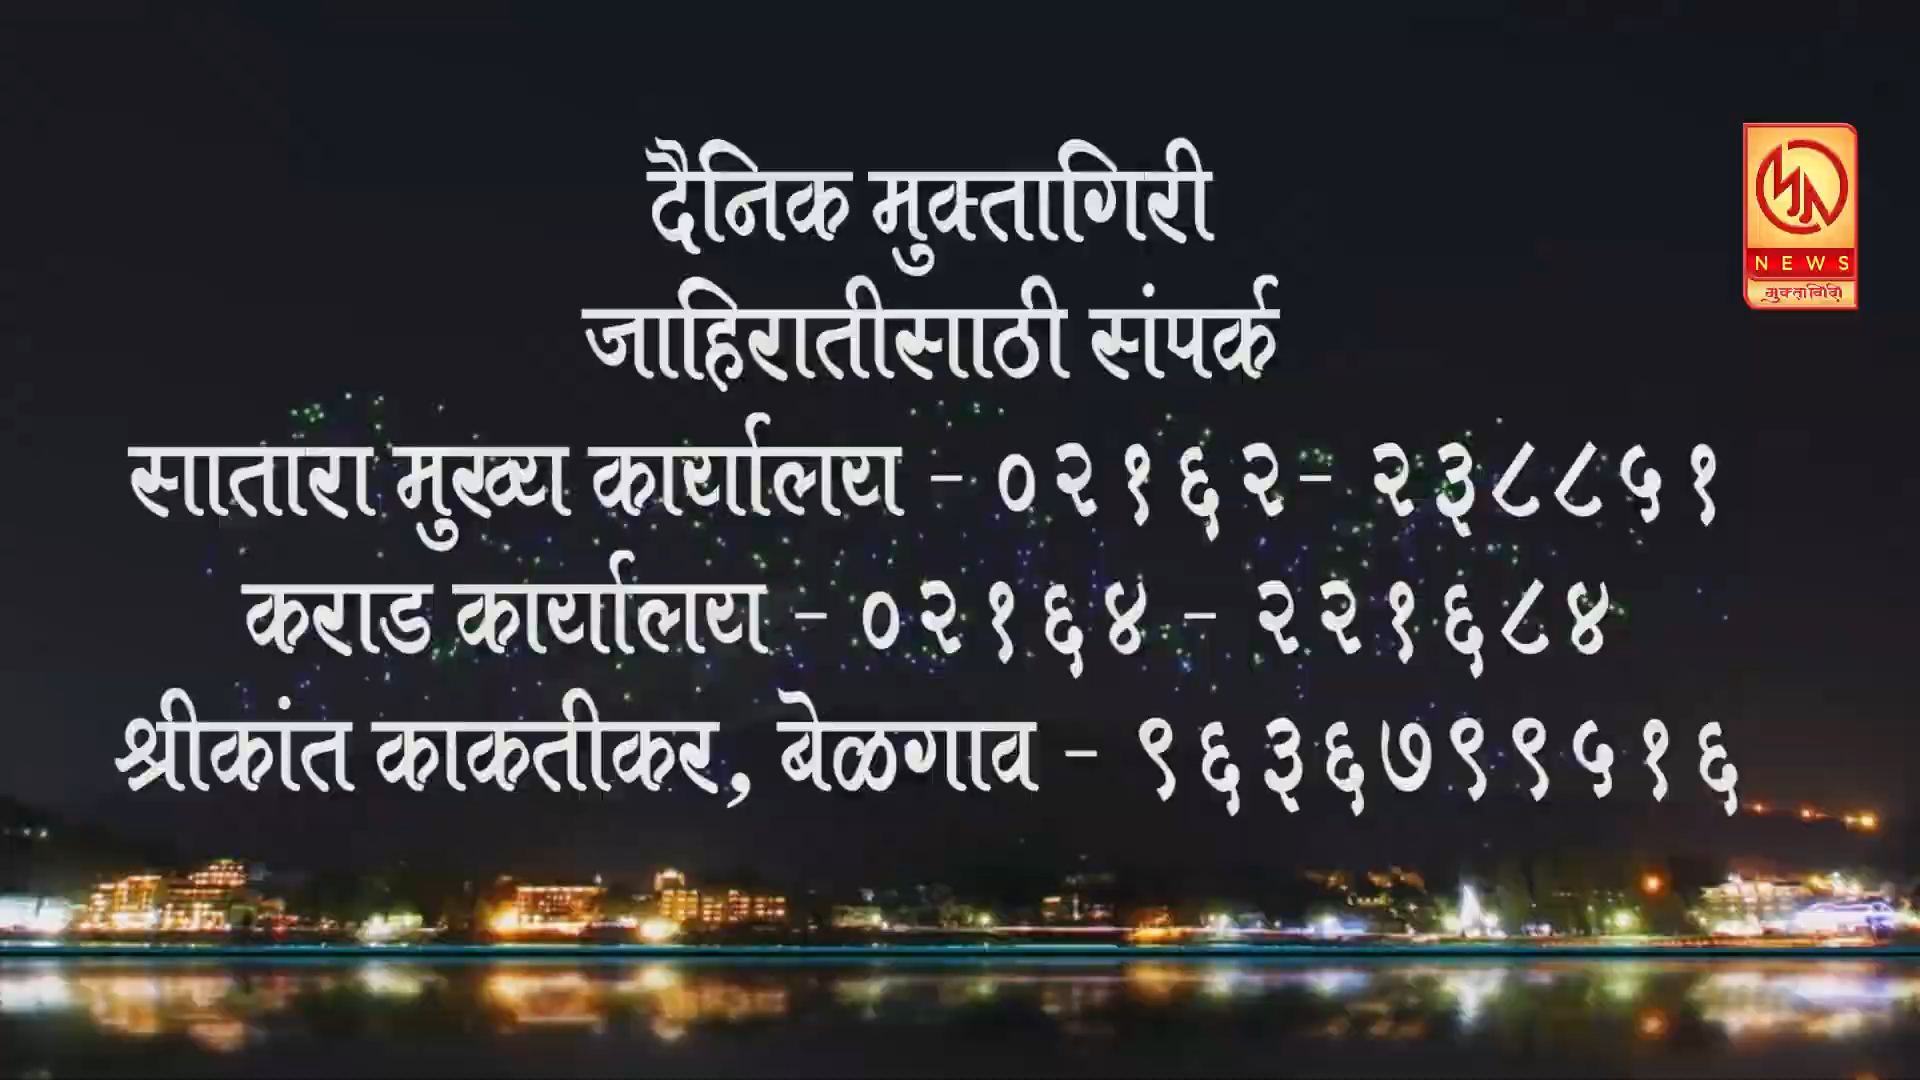 दैनिक मुक्तागिरी
जाहिरातीसाठी संपर्क
सातारा मुख्य कार्यालय - ०२१६२- २३८८५१
कराड कार्यालय - ०२१६४ - २२१६८४
श्रीकांत काकतीकर, बेळगाव - ९६३६७९९५१६
NEWS
मुक्तागिरी